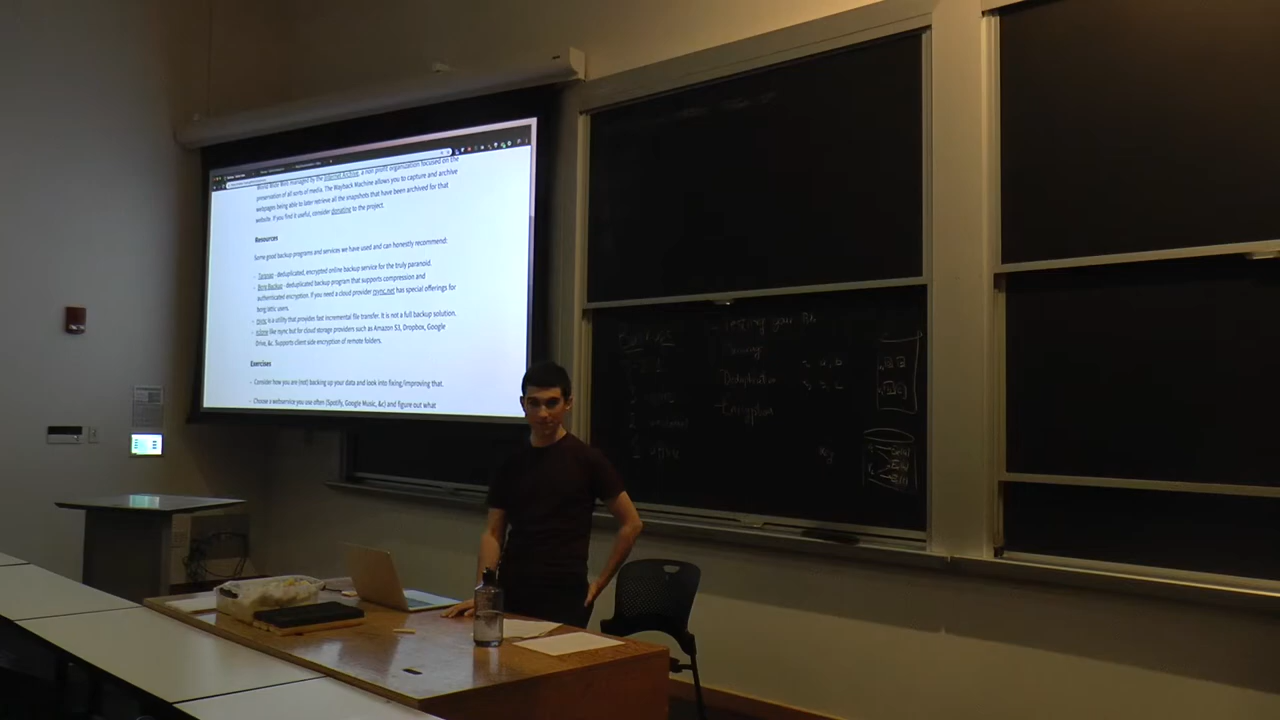 World Wide Web managed by the Internet Archive, a non profit organization focused on the
preservation of all sorts of media. The Wayback Machine allows you to capture and archive
webpages being able to later retrieve all the snapshots that have been archived for that
website. If you find it useful, consider donating to the project.
Resources
Some good backup programs and services we have used and can honestly recommend:
- Tarsnap - deduplicated, encrypted online backup service for the truly paranoid.
- Borg Backup - deduplicated backup program that supports compression and
authenticated encryption. If you need a cloud provider rsync.net has special offerings for
borg/attic users.
- rsync is a utility that provides fast incremental file transfer. It is not a full backup solution.
- rclone like rsync but for cloud storage providers such as Amazon S3, Dropbox, Google
Drive, &c. Supports client side encryption of remote folders.
Exercises
- Consider how you are (not) backing up your data and look into fixing/improving that.
- Choose a webservice you use often (Spotify, Google Music, &c) and figure out what
Backups
- Testing you
- Deduplication
- Encryption
key